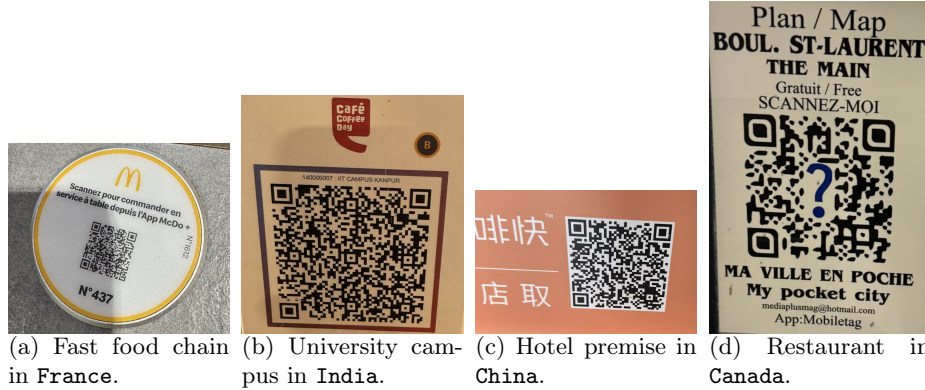 Scannez pour commander en
service à table depuis l'App McDo +
N°1612
N°437
(a) Fast food chain
in France.
Café
Coffee
Day
B
140006007 : IIT CAMPUS KANPUR
(b) University cam-
pus in India.
啡快™
店 取
(c) Hotel premise in
China.
Plan / Map
BOUL. ST-LAURENT
THE MAIN
Gratuit / Free
SCANNEZ-MOI
?
MA VILLE EN POCHE
My pocket city
mediaplusmag@hotmail.com
App:Mobiletag
(d) Restaurant in
Canada.